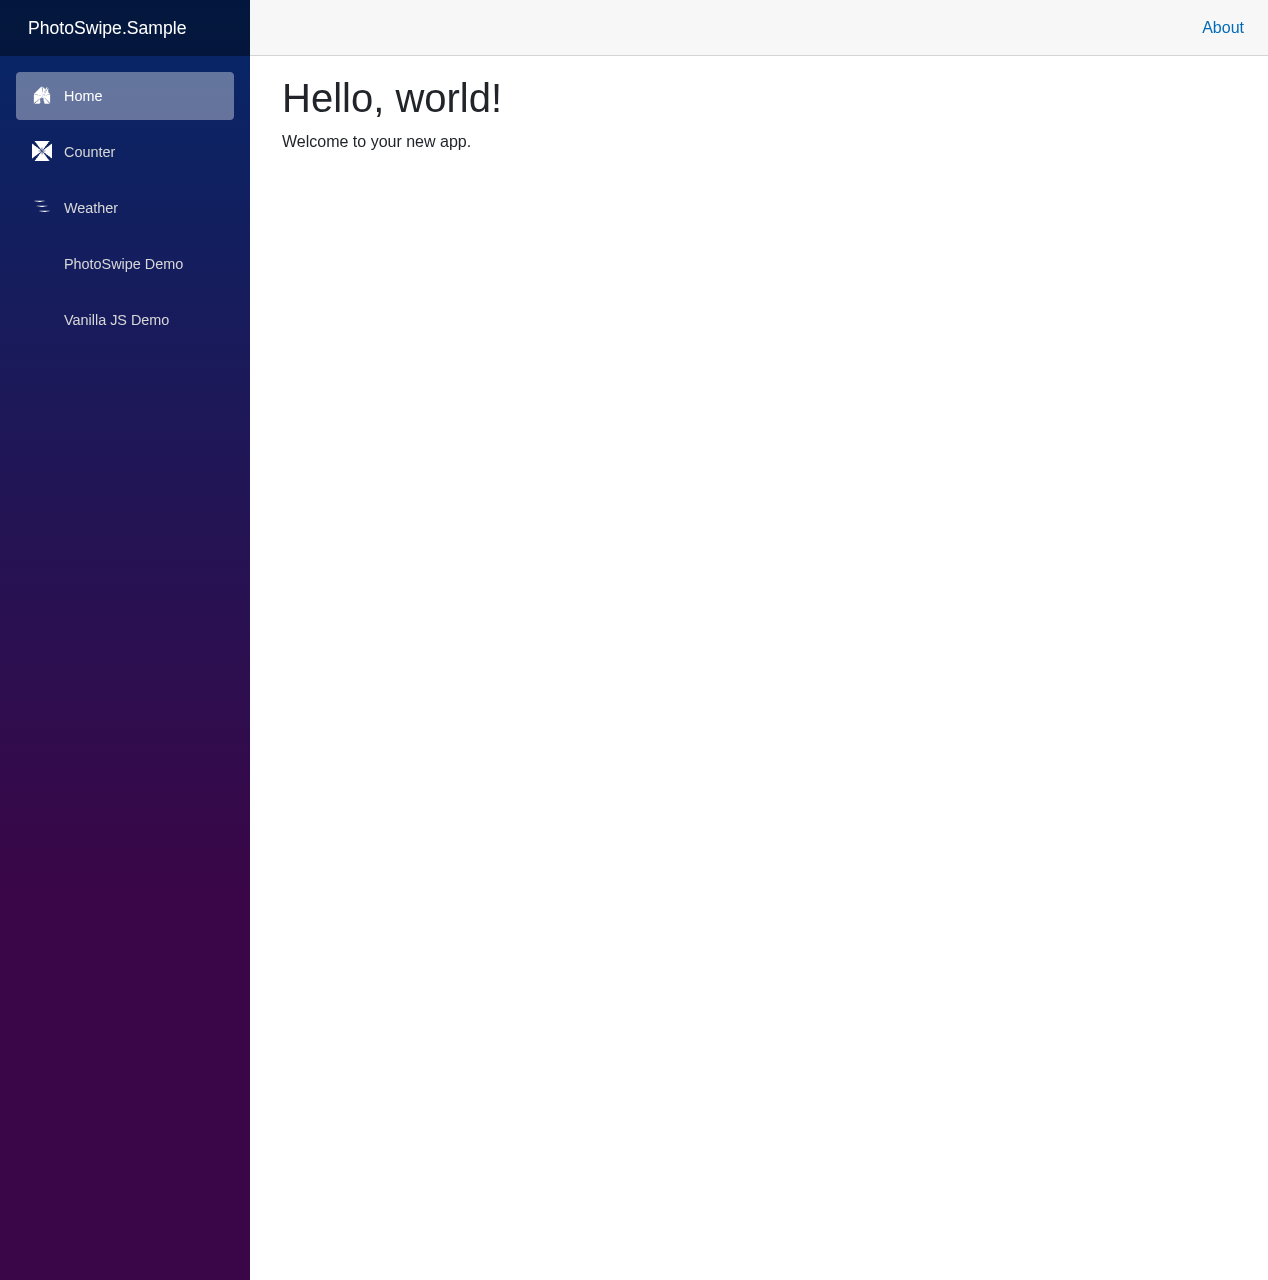 PhotoSwipe.Sample
About
Home
Counter
Weather
PhotoSwipe Demo
Vanilla JS Demo
Hello, world!
Welcome to your new app.